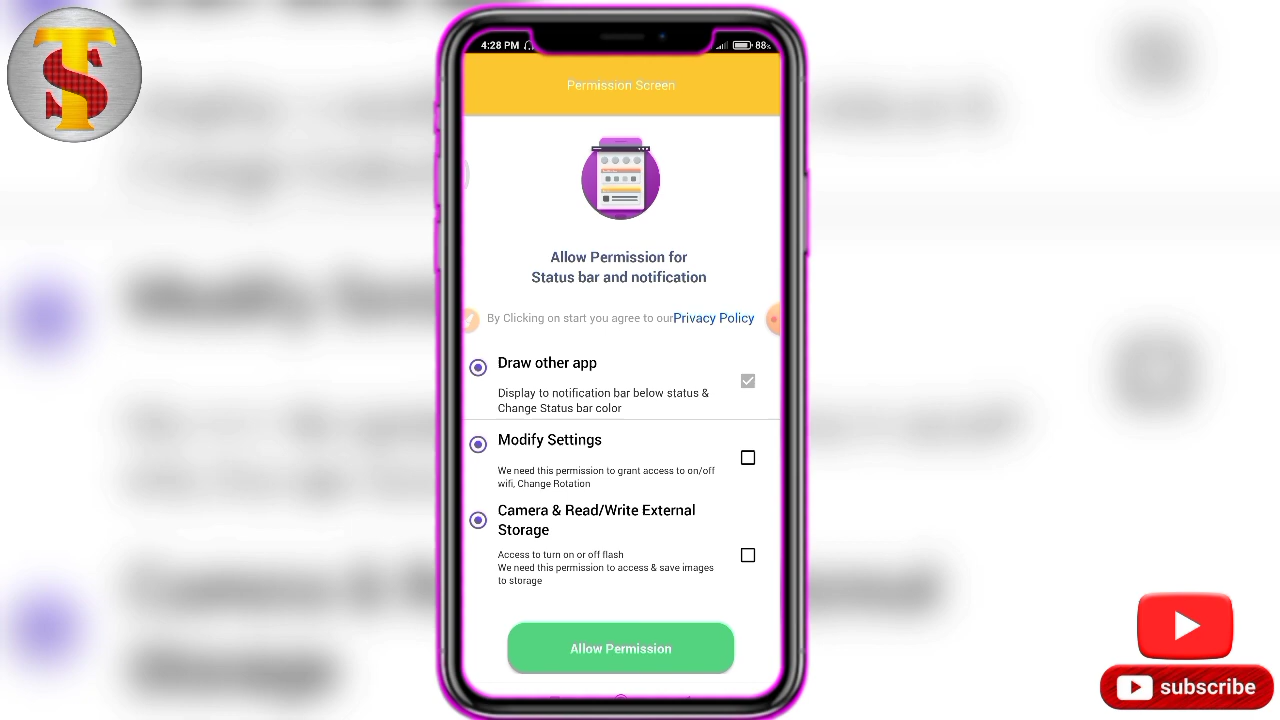 TS
4:28 PM
88%
Permission Screen
Allow Permission for
Status bar and notification
By Clicking on start you agree to our Privacy Policy
Draw other app
Display to notification bar below status &
Change Status bar color
Modify Settings
We need this permission to grant access to on/off
wifi, Change Rotation
Camera & Read/Write External
Storage
Access to turn on or off flash
We need this permission to access & save images
to storage
Allow Permission
subscribe